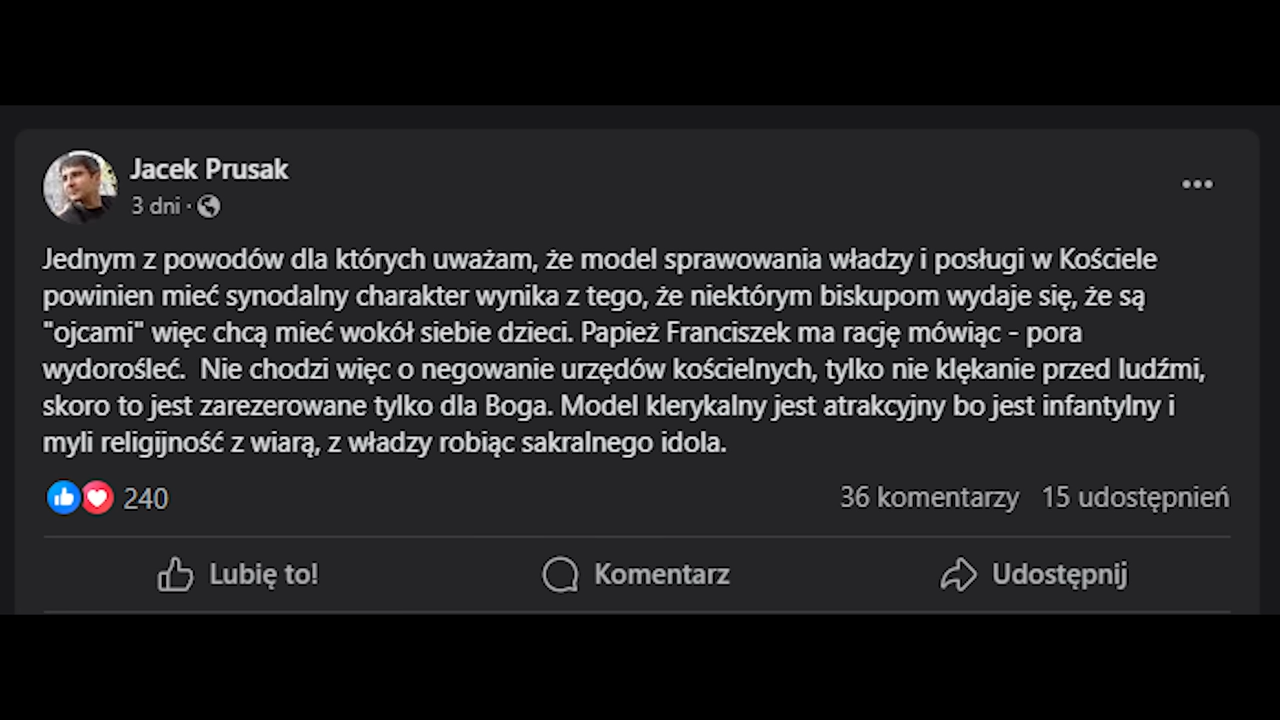 Jacek Prusak
3 dni ·
Jednym z powodów dla których uważam, że model sprawowania władzy i posługi w Kościele
powinien mieć synodalny charakter wynika z tego, że niektórym biskupom wydaje się, że są
"ojcami" więc chcą mieć wokół siebie dzieci. Papież Franciszek ma rację mówiąc - pora
wydorośleć.  Nie chodzi więc o negowanie urzędów kościelnych, tylko nie klękanie przed ludźmi,
skoro to jest zarezerowane tylko dla Boga. Model klerykalny jest atrakcyjny bo jest infantylny i
myli religijność z wiarą, z władzy robiąc sakralnego idola.
240
36 komentarzy 15 udostępnień
Lubię to! Komentarz Udostępnij